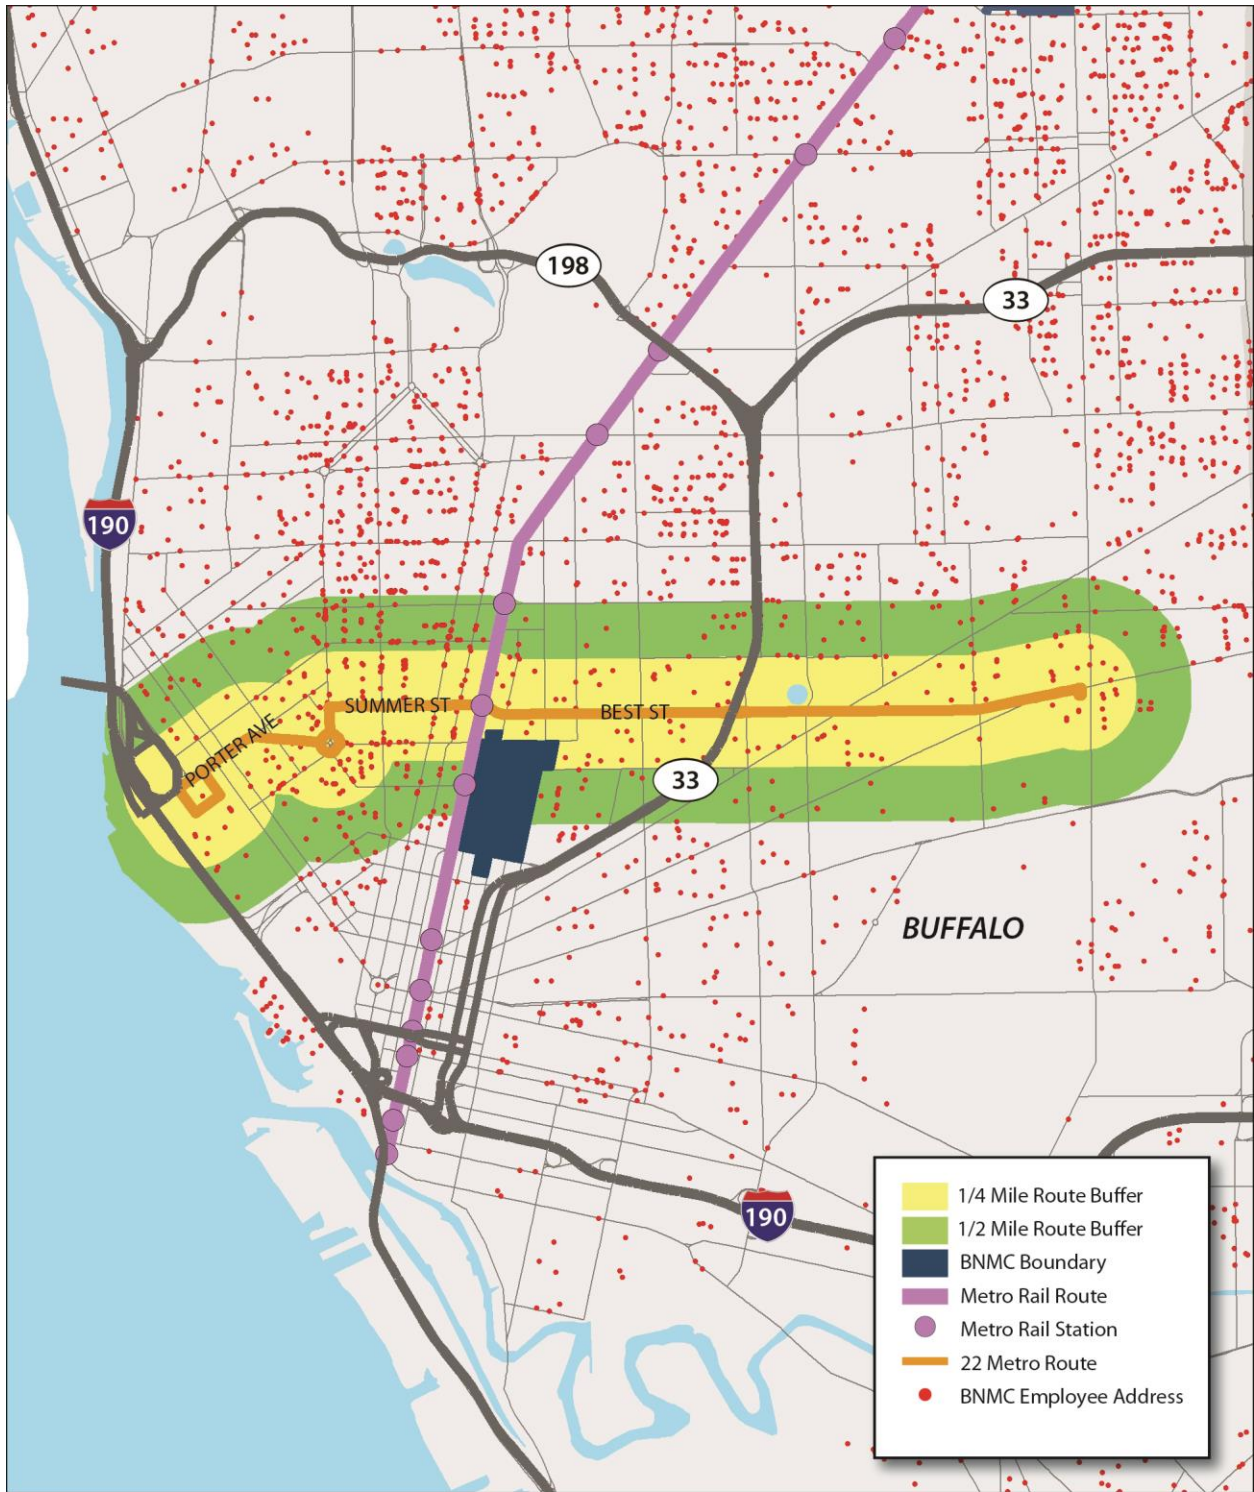 198
33
190
SUMMER ST
BEST ST
PORTER AVE
33
BUFFALO
190
1/4 Mile Route Buffer
1/2 Mile Route Buffer
BNMC Boundary
Metro Rail Route
Metro Rail Station
22 Metro Route
BNMC Employee Address